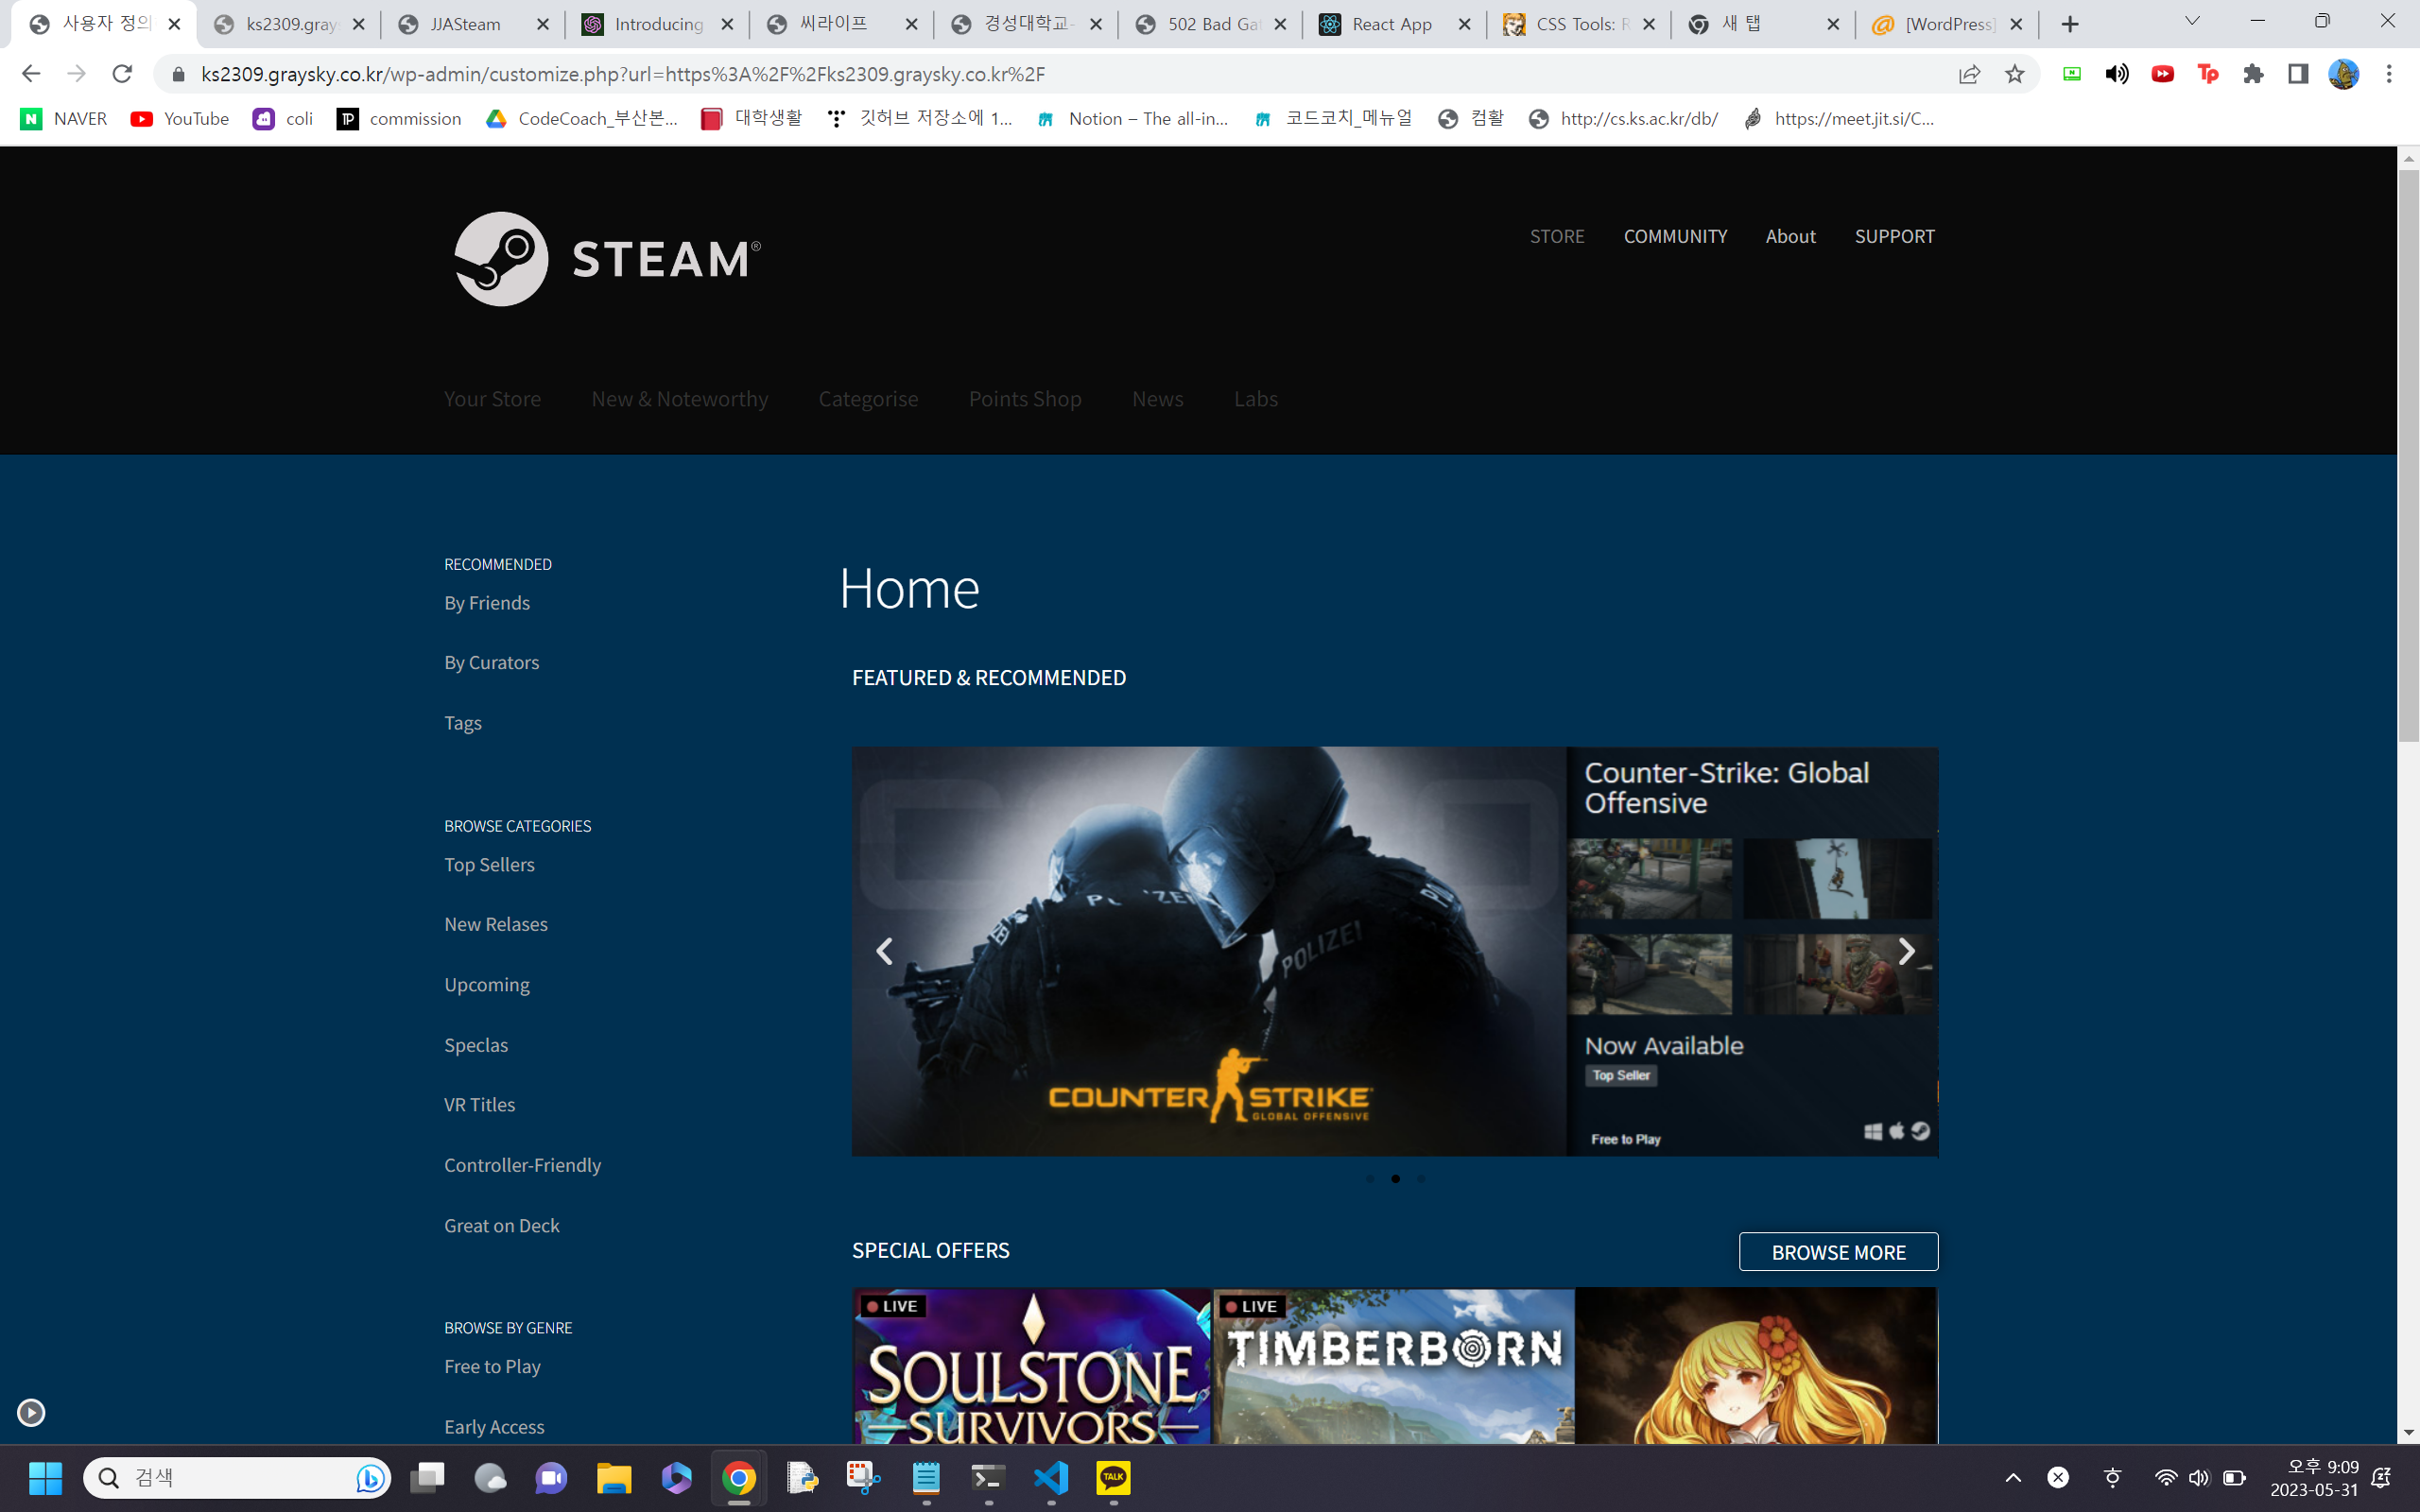 사용자 정의
ks2309.gray
JJASteam
Introducing
씨라이프
경성대학교-
502 Bad Ga
React App
CSS Tools: R
새 탭
[WordPress]
ks2309.graysky.co.kr/wp-admin/customize.php?url=https%3A%2F%2Fks2309.graysky.co.kr%2F
NAVER
YouTube
coli
commission
CodeCoach_부산본...
대학생활
깃허브 저장소에 1...
Notion – The all-in...
코드코치_메뉴얼
컴활
http://cs.ks.ac.kr/db/
https://meet.jit.si/C...
STEAM®
STORE
COMMUNITY
About
SUPPORT
Your Store
New & Noteworthy
Categorise
Points Shop
News
Labs
RECOMMENDED
By Friends
By Curators
Tags
BROWSE CATEGORIES
Top Sellers
New Relases
Upcoming
Speclas
VR Titles
Controller-Friendly
Great on Deck
BROWSE BY GENRE
Free to Play
Early Access
Home
FEATURED & RECOMMENDED
POLIZEI
COUNTER STRIKE
GLOBAL OFFENSIVE
Counter-Strike: Global
Offensive
Now Available
Top Seller
Free to Play
SPECIAL OFFERS
BROWSE MORE
LIVE
SOULSTONE
SURVIVORS
LIVE
TIMBERBORN
검색
TALK
오후 9:09
2023-05-31